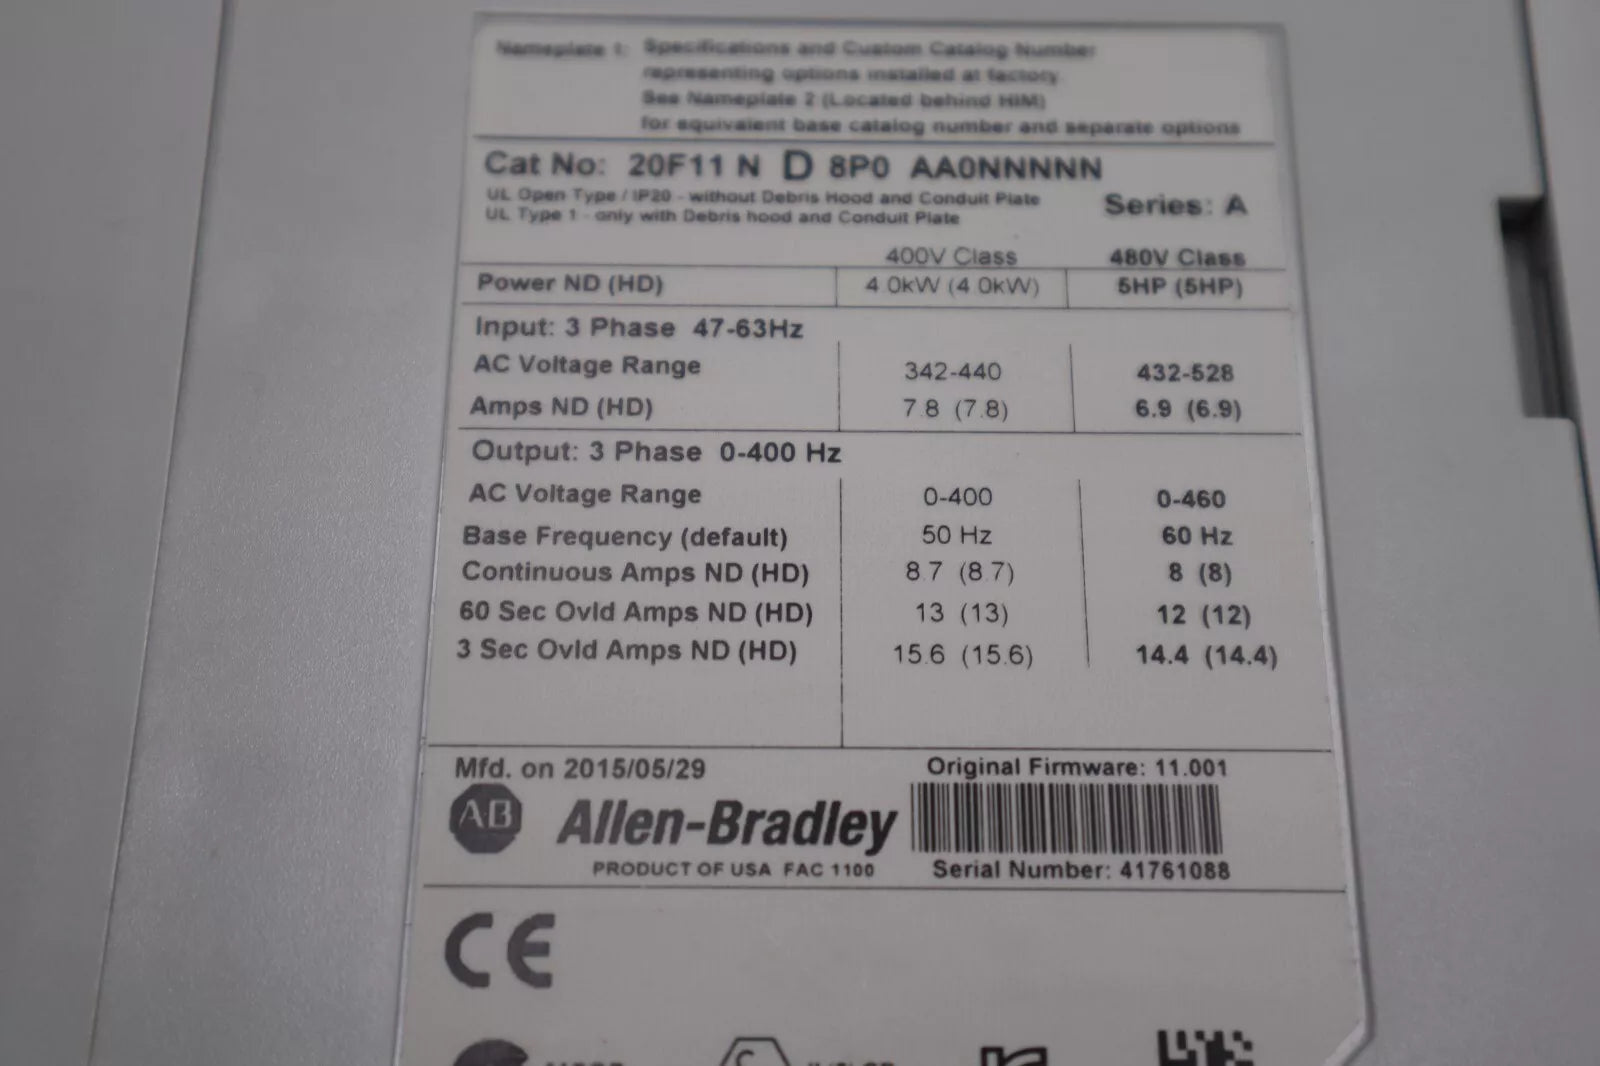 Nameplate 1: Specifications and Custom Catalog Number
representing options installed at factory.
See Nameplate 2 (Located behind HIM)
for equivalent base catalog number and separate options
Cat No: 20F11 N D 8P0 AA0NNNNN
UL Open Type / IP20 - without Debris Hood and Conduit Plate
UL Type 1 - only with Debris hood and Conduit Plate
Series: A
400V Class 480V Class
Power ND (HD) 4.0kW (4.0kW) 5HP (5HP)
Input: 3 Phase 47-63Hz
AC Voltage Range 342-440 432-528
Amps ND (HD) 7.8 (7.8) 6.9 (6.9)
Output: 3 Phase 0-400 Hz
AC Voltage Range 0-400 0-460
Base Frequency (default) 50 Hz 60 Hz
Continuous Amps ND (HD) 8.7 (8.7) 8 (8)
60 Sec Ovld Amps ND (HD) 13 (13) 12 (12)
3 Sec Ovld Amps ND (HD) 15.6 (15.6) 14.4 (14.4)
Mfd. on 2015/05/29 Original Firmware: 11.001
AB Allen-Bradley
PRODUCT OF USA FAC 1100 Serial Number: 41761088
CE